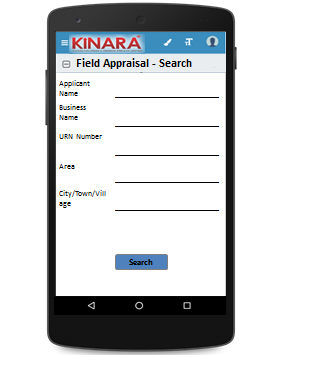 KINARA
Field Appraisal - Search
Applicant
Name
Business
Name
URN Number
Area
City/Town/Vill
age
Search